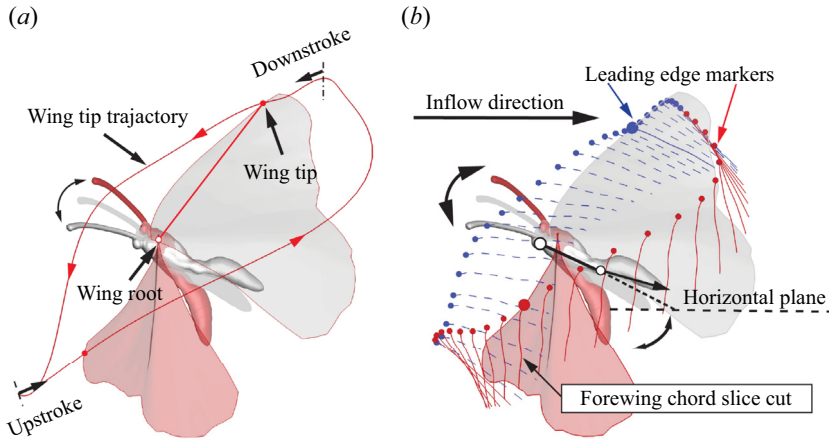 (a)
Downstroke
Wing tip trajactory
Wing tip
Wing root
Upstroke
(b)
Leading edge markers
Inflow direction
Horizontal plane
Forewing chord slice cut